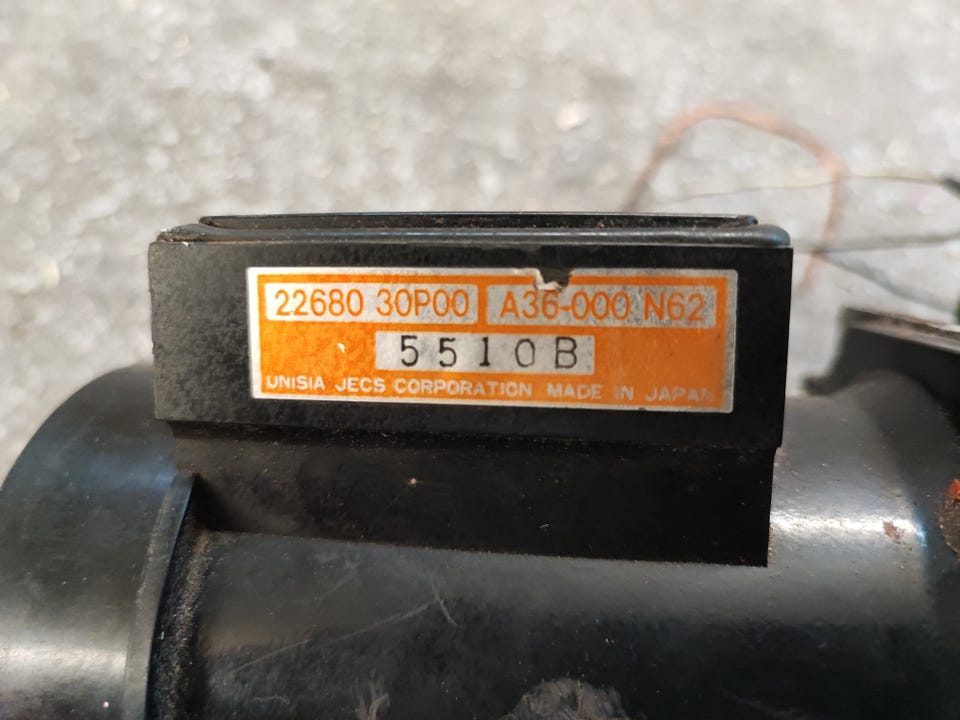 22680 30P00 A36-000 N62
5510B
UNISIA JECS CORPORATION MADE IN JAPAN